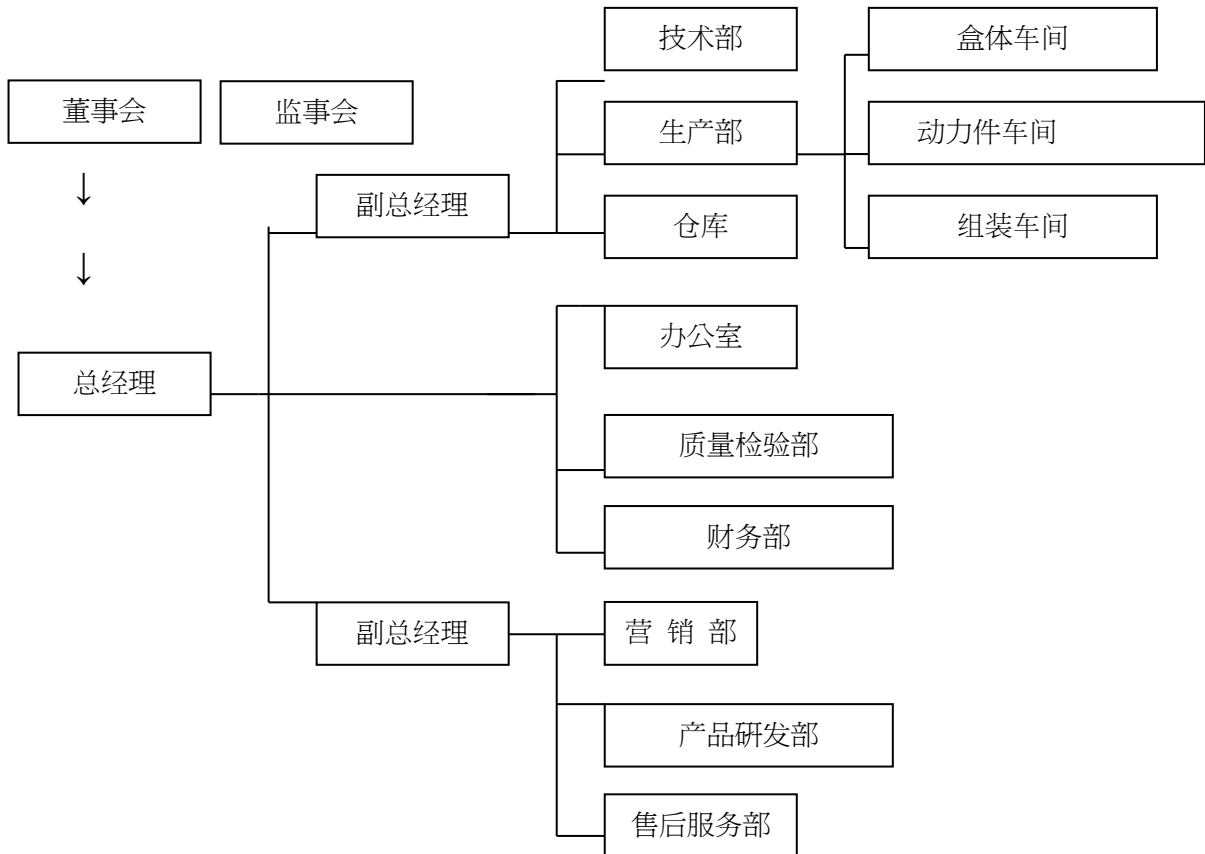 技术部
盒体车间
董事会
监事会
生产部
动力件车间
↓
副总经理
仓库
组装车间
↓
办公室
总经理
质量检验部
财务部
副总经理
营 销 部
产品研发部
售后服务部